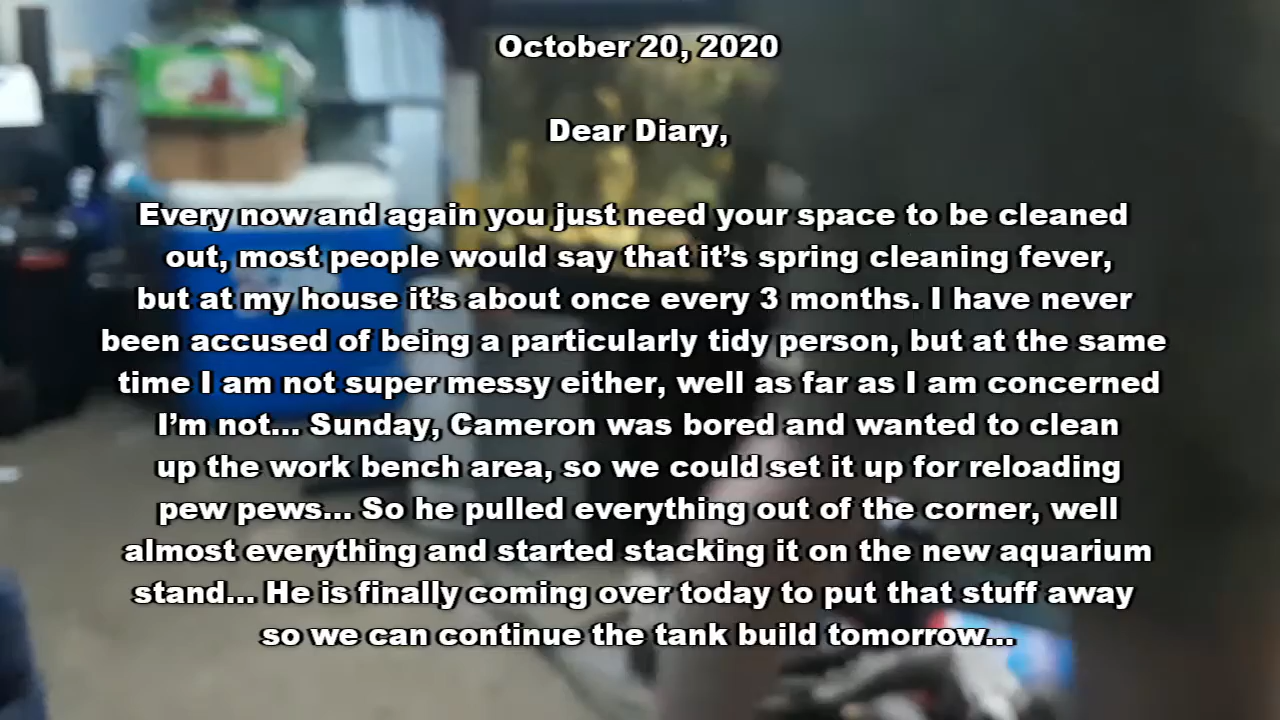 October 20, 2020
Dear Diary,
Every now and again you just need your space to be cleaned
out, most people would say that it’s spring cleaning fever,
but at my house it’s about once every 3 months. I have never
been accused of being a particularly tidy person, but at the same
time I am not super messy either, well as far as I am concerned
I’m not... Sunday, Cameron was bored and wanted to clean
up the work bench area, so we could set it up for reloading
pew pews... So he pulled everything out of the corner, well
almost everything and started stacking it on the new aquarium
stand... He is finally coming over today to put that stuff away
so we can continue the tank build tomorrow...